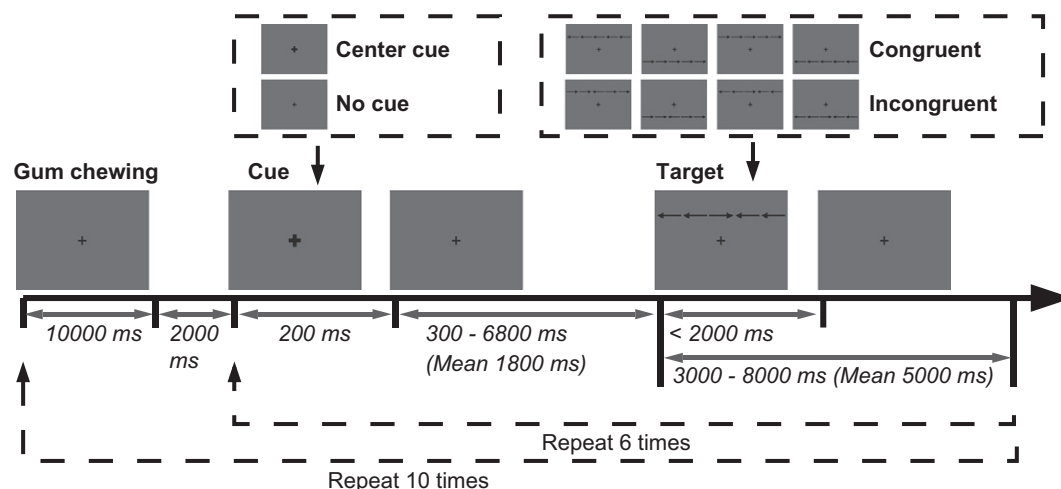 Center cue
No cue
Congruent
Incongruent
Gum chewing
Cue
Target
10000 ms
2000
ms
200 ms
300 - 6800 ms
(Mean 1800 ms)
< 2000 ms
3000 - 8000 ms (Mean 5000 ms)
Repeat 6 times
Repeat 10 times